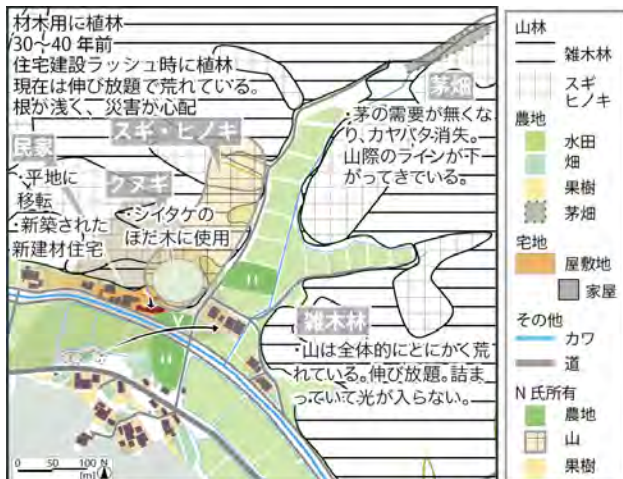 材木用に植林
30〜40 年前
住宅建設ラッシュ時に植林
現在は伸び放題で荒れている。
根が浅く、災害が心配
スギ・ヒノキ
民家
・平地に
移転
・新築された
新建材住宅
クヌギ
・シイタケの
ほだ木に使用
茅畑
・茅の需要が無くな
り、カヤバタ消失。
山際のラインが下
がってきている。
雑木林
・山は全体的にとにかく荒
れている。伸び放題。詰ま
っていて光が入らない。
0 50 100
[m]
N
山林
雑木林
スギ
ヒノキ
農地
水田
畑
果樹
茅畑
宅地
屋敷地
家屋
その他
カワ
道
N 氏所有
農地
山
果樹